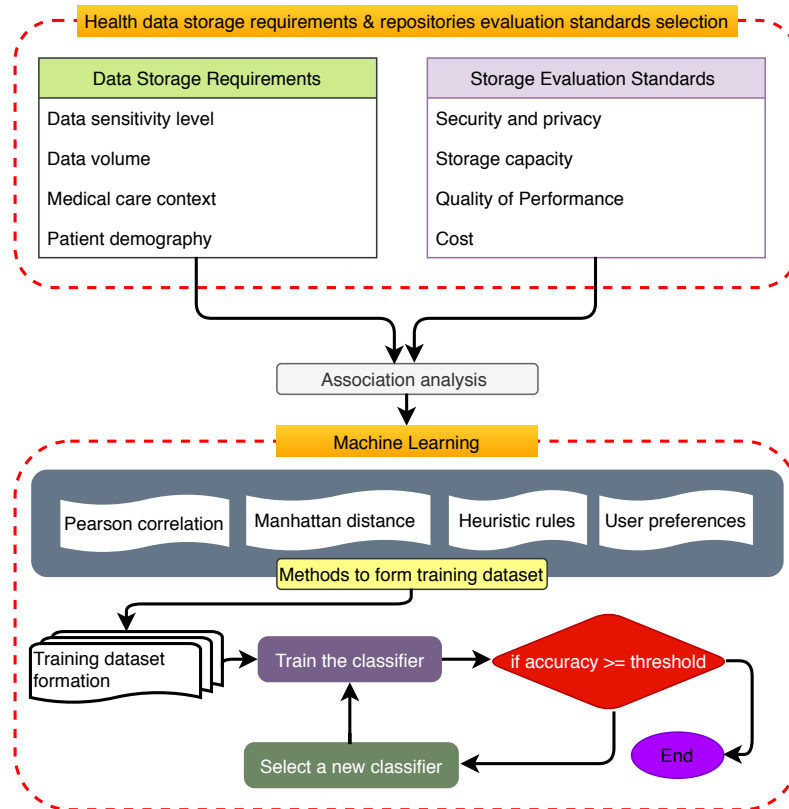 Health data storage requirements & repositories evaluation standards selection
Data Storage Requirements
Data sensitivity level
Data volume
Medical care context
Patient demography
Storage Evaluation Standards
Security and privacy
Storage capacity
Quality of Performance
Cost
Association analysis
Machine Learning
Pearson correlation
Manhattan distance
Heuristic rules
User preferences
Methods to form training dataset
Training dataset
formation
Train the classifier
if accuracy >= threshold
Select a new classifier
End